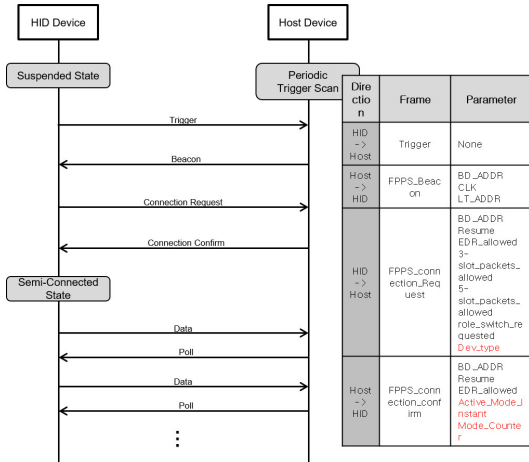 HID Device
Host Device
Suspended State
Periodic
Trigger Scan
Trigger
Beacon
Connection Request
Connection Confirm
Semi-Connected
State
Data
Poll
Data
Poll
Dire
ctio
n
Frame
Parameter
HID
->
Host
Trigger
None
Host
->
HID
FPPS_Beac
on
BD_ADDR
CLK
LT_ADDR
HID
->
Host
FPPS_conn
ection_Req
uest
BD_ADDR
Resume
EDR_allowed
3-
slot_packets_
allowed
5-
slot_packets_
allowed
role_switch_re
quested
Dev_type
Host
->
HID
FPPS_conn
ection_conf
irm
BD_ADDR
Resume
EDR_allowed
Active_Mode_I
nstant
Mode_Counte
r